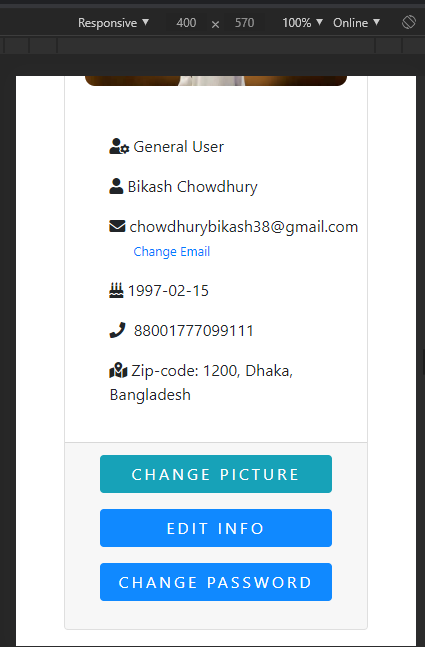 Responsive ▼ 400 × 570 100% ▼ Online ▼
General User
Bikash Chowdhury
chowdhurybikash38@gmail.com
Change Email
1997-02-15
88001777099111
Zip-code: 1200, Dhaka,
Bangladesh
CHANGE PICTURE
EDIT INFO
CHANGE PASSWORD